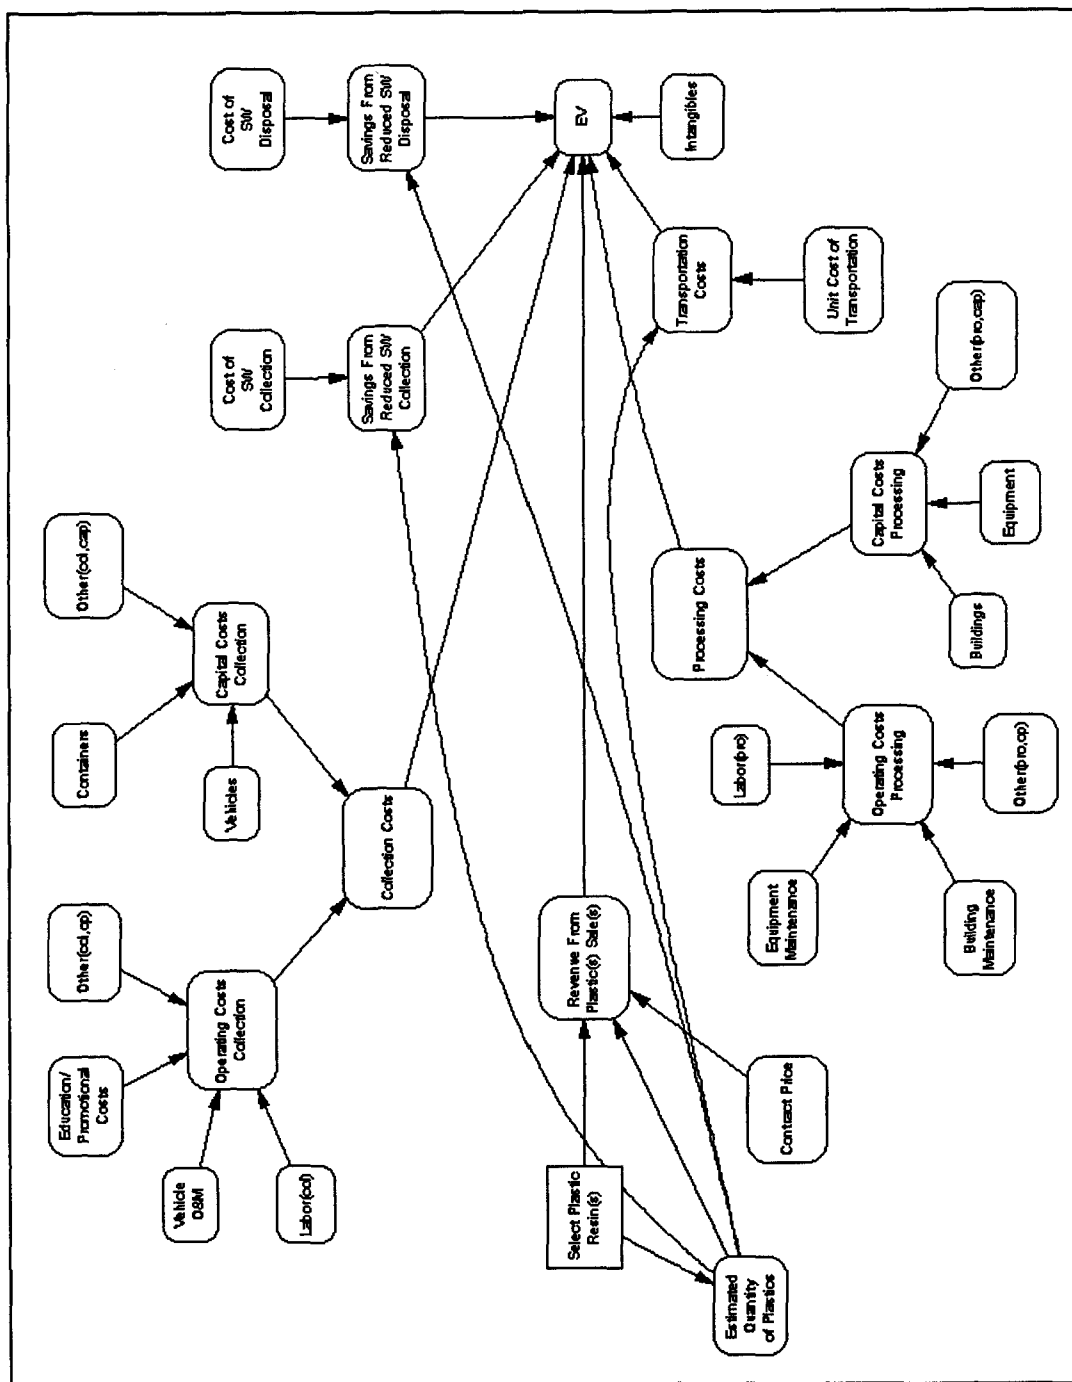 Education/
Promotional
Costs
Other(col,op)
Containers
Other(col,cap)
Vehicle
O&M
Operating Costs
Collection
Vehicles
Capital Costs
Collection
Cost of
SW
Collection
Cost of
SW
Disposal
Labor(col)
Collection Costs
Savings From
Reduced SW
Collection
Savings From
Reduced SW
Disposal
Select Plastic
Resin(s)
Revenue From
Plastic(s) Sale(s)
EV
Estimated
Quantity
of Plastics
Contract Price
Labor(pro)
Processing Costs
Transportation
Costs
Intangibles
Equipment
Maintenance
Operating Costs
Processing
Capital Costs
Processing
Unit Cost of
Transportation
Building
Maintenance
Other(pro,op)
Buildings
Equipment
Other(pro,cap)